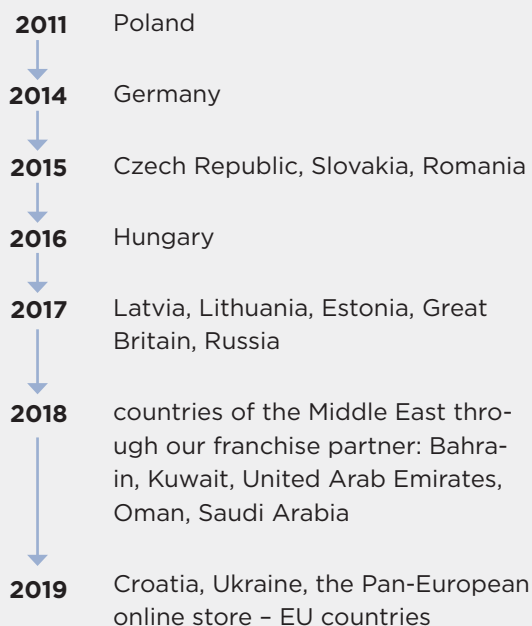 2011 Poland
2014 Germany
2015 Czech Republic, Slovakia, Romania
2016 Hungary
2017 Latvia, Lithuania, Estonia, Great
Britain, Russia
2018 countries of the Middle East thro-
ugh our franchise partner: Bahra-
in, Kuwait, United Arab Emirates,
Oman, Saudi Arabia
2019 Croatia, Ukraine, the Pan-European
online store – EU countries